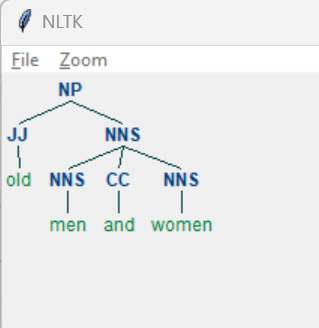 NLTK
File Zoom
NP
JJ NNS
old NNS CC NNS
men and women